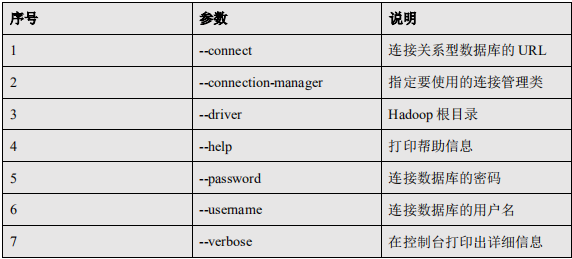 序号 参数 说明
1 --connect 连接关系型数据库的 URL
2 --connection-manager 指定要使用的连接管理类
3 --driver Hadoop 根目录
4 --help 打印帮助信息
5 --password 连接数据库的密码
6 --username 连接数据库的用户名
7 --verbose 在控制台打印出详细信息